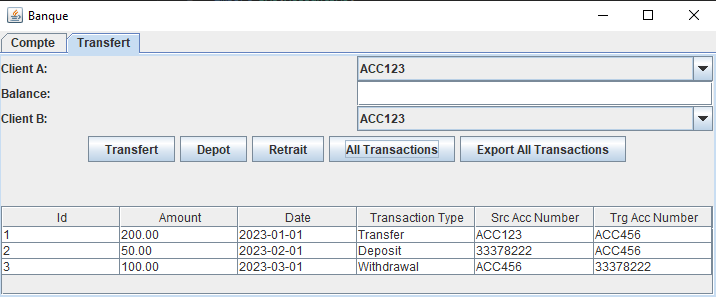 Banque
Compte Transfert
Client A: ACC123
Balance:
Client B: ACC123
Transfert Depot Retrait All Transactions Export All Transactions
Id Amount Date Transaction Type Src Acc Number Trg Acc Number
1 200.00 2023-01-01 Transfer ACC123 ACC456
2 50.00 2023-02-01 Deposit 33378222 ACC456
3 100.00 2023-03-01 Withdrawal ACC456 33378222